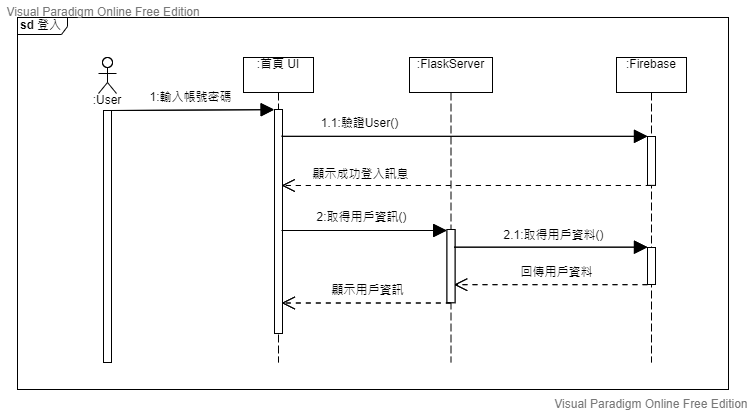 Visual Paradigm Online Free Edition
sd 登入
:User
:首頁 UI
:FlaskServer
:Firebase
1:輸入帳號密碼
1.1:驗證User()
顯示成功登入訊息
2:取得用戶資訊()
2.1:取得用戶資料()
回傳用戶資料
顯示用戶資訊
Visual Paradigm Online Free Edition